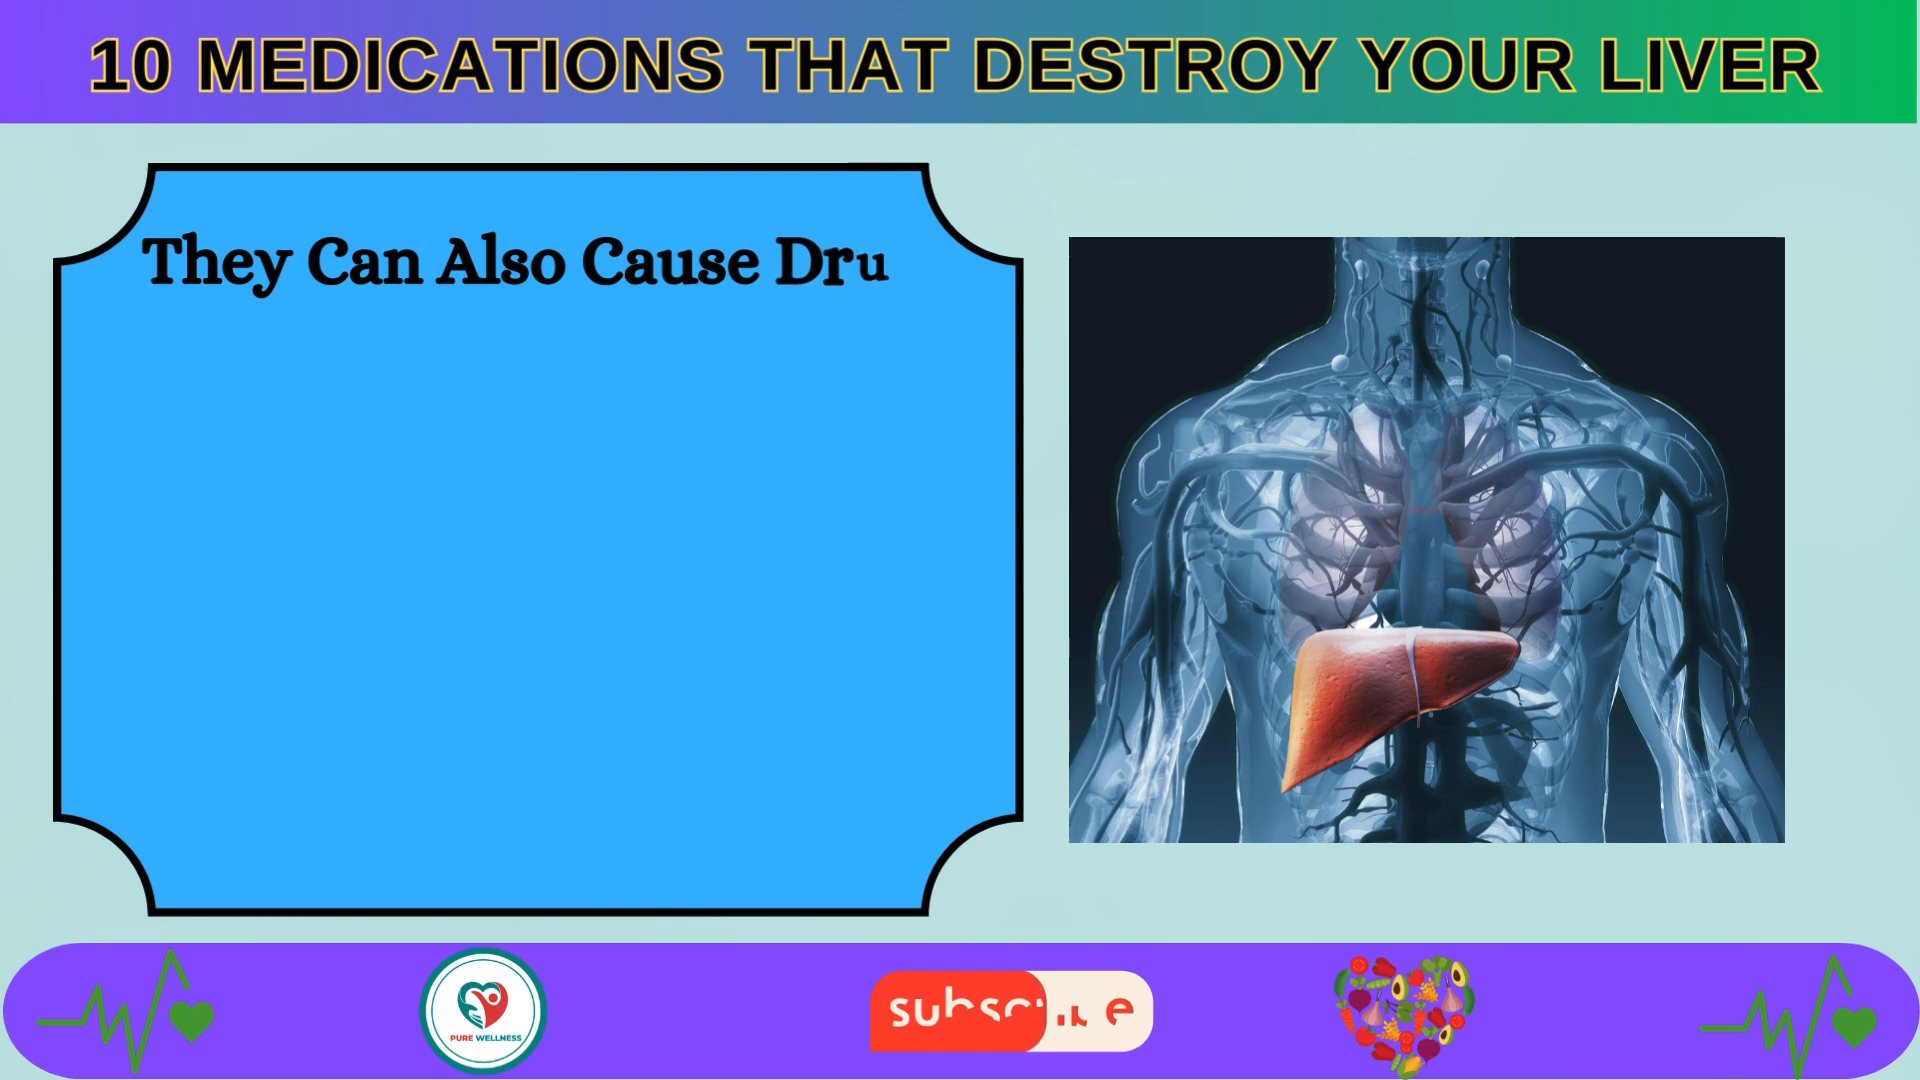 10 MEDICATIONS THAT DESTROY YOUR LIVER
They Can Also Cause Dru
PURE WELLNESS